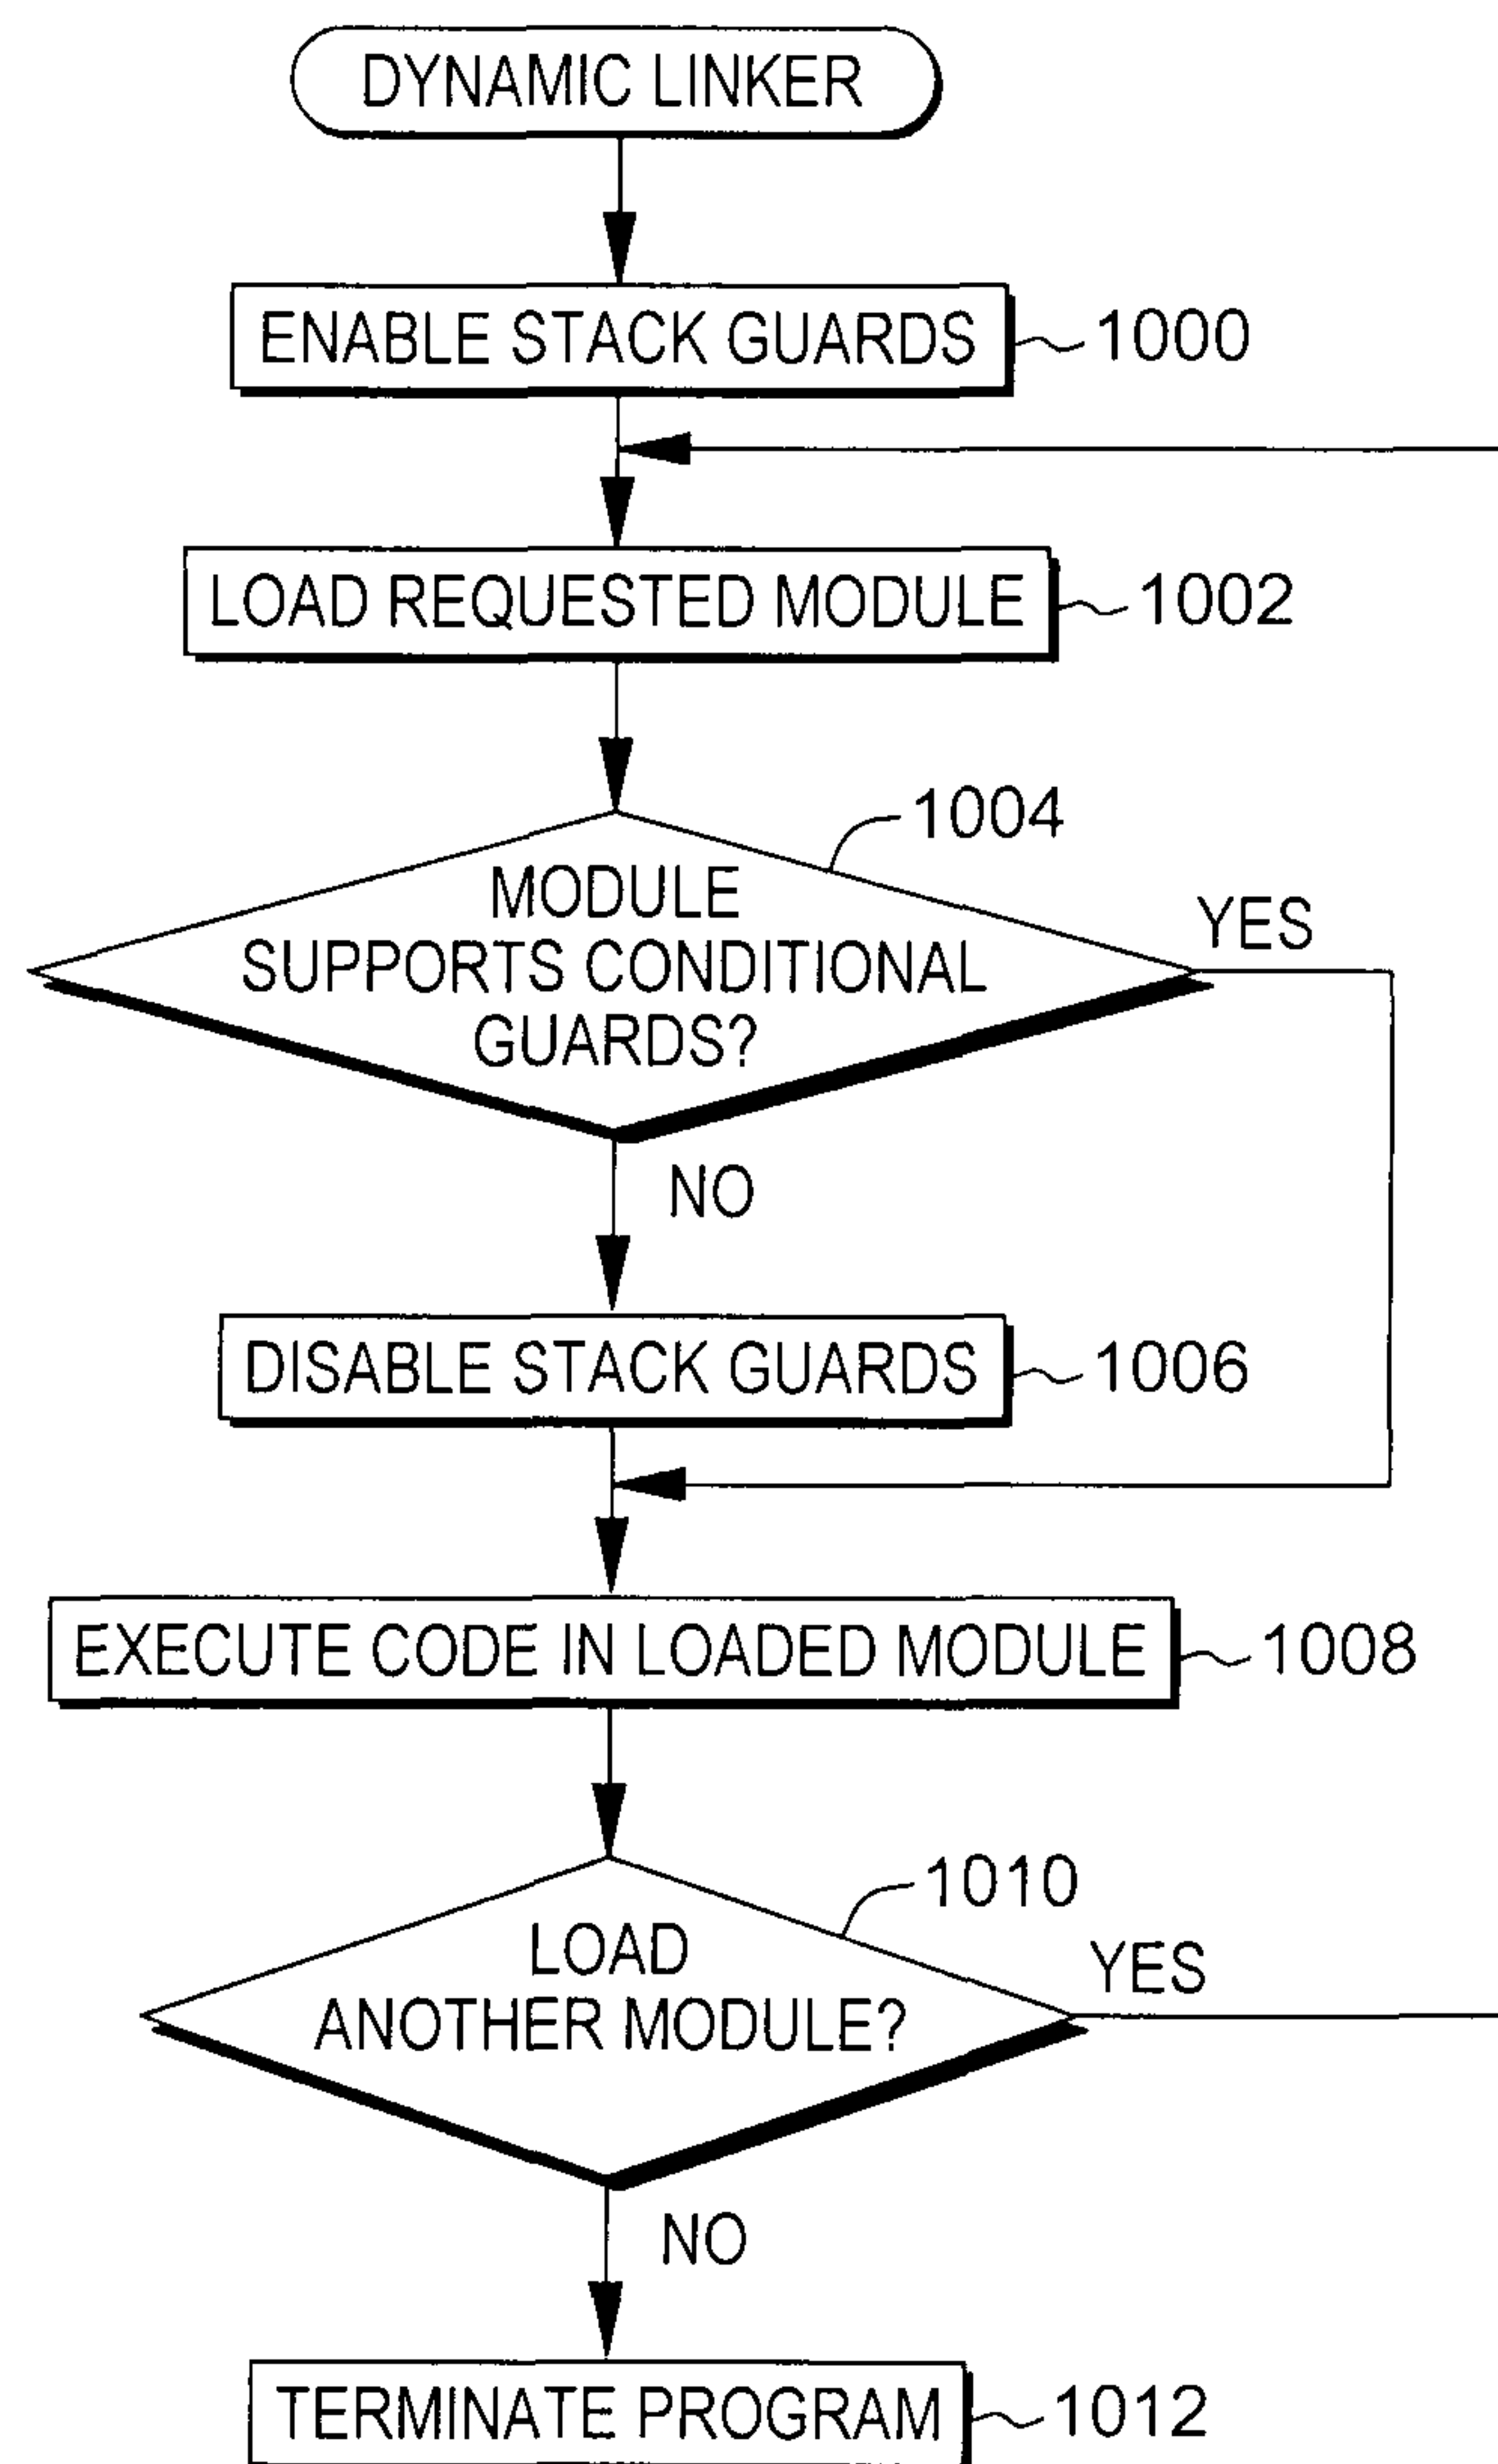 DYNAMIC LINKER
ENABLE STACK GUARDS
1000
LOAD REQUESTED MODULE
1002
1004
MODULE
SUPPORTS CONDITIONAL
GUARDS?
YES
NO
DISABLE STACK GUARDS
1006
EXECUTE CODE IN LOADED MODULE
1008
1010
LOAD
ANOTHER MODULE?
YES
NO
TERMINATE PROGRAM
1012